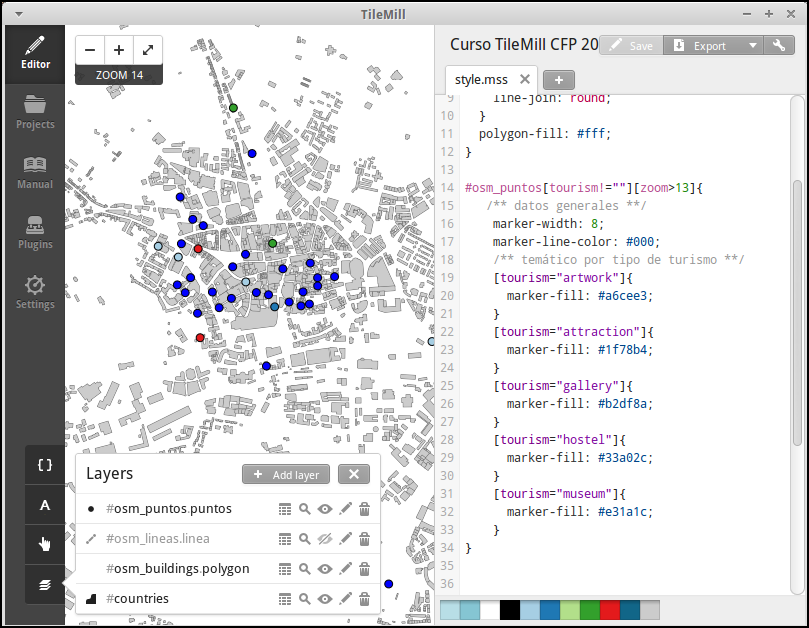 TileMill
Editor
Projects
Manual
Plugins
Settings
ZOOM 14
Curso TileMill CFP 20
Save
Export
style.mss
9 line-join: round;
10 }
11 polygon-fill: #fff;
12 }
13
14 #osm_puntos[tourism!=""][zoom>13]{
15 /** datos generales **/
16 marker-width: 8;
17 marker-line-color: #000;
18 /** temático por tipo de turismo **/
19 [tourism="artwork"]{
20 marker-fill: #a6cee3;
21 }
22 [tourism="attraction"]{
23 marker-fill: #1f78b4;
24 }
25 [tourism="gallery"]{
26 marker-fill: #b2df8a;
27 }
28 [tourism="hostel"]{
29 marker-fill: #33a02c;
30 }
31 [tourism="museum"]{
32 marker-fill: #e31a1c;
33 }
34 }
35
36
{}
A
Layers
+ Add layer
#osm_puntos.puntos
#osm_lineas.linea
#osm_buildings.polygon
#countries